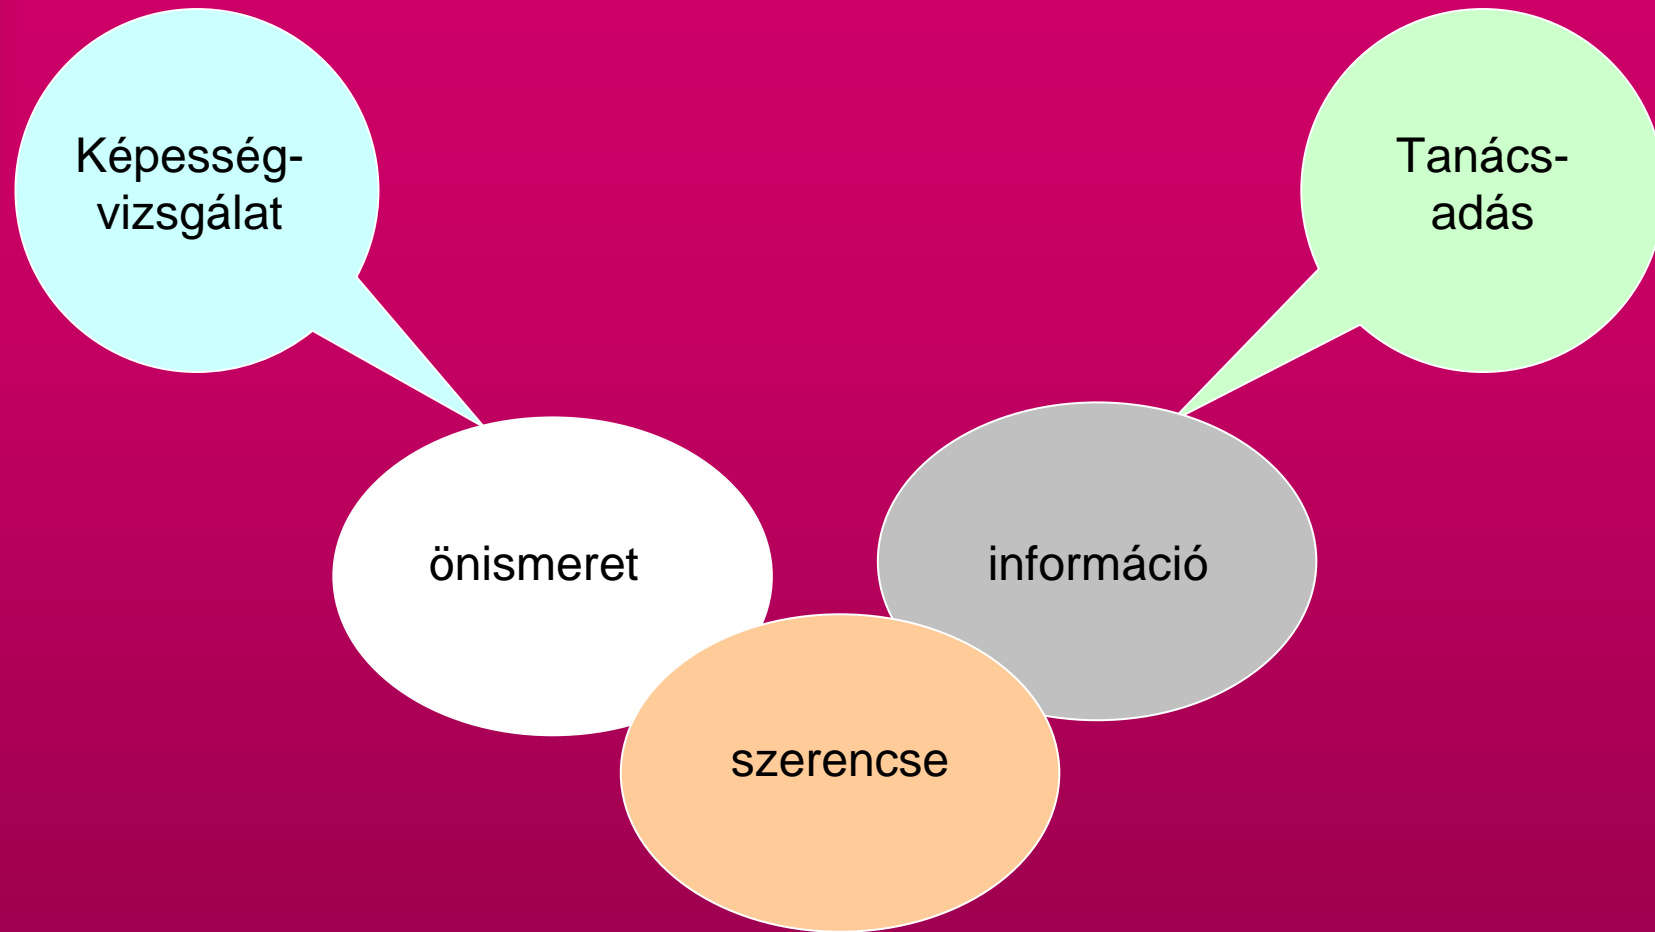 Képesség-
vizsgálat
Tanács-
adás
önismeret
információ
szerencse